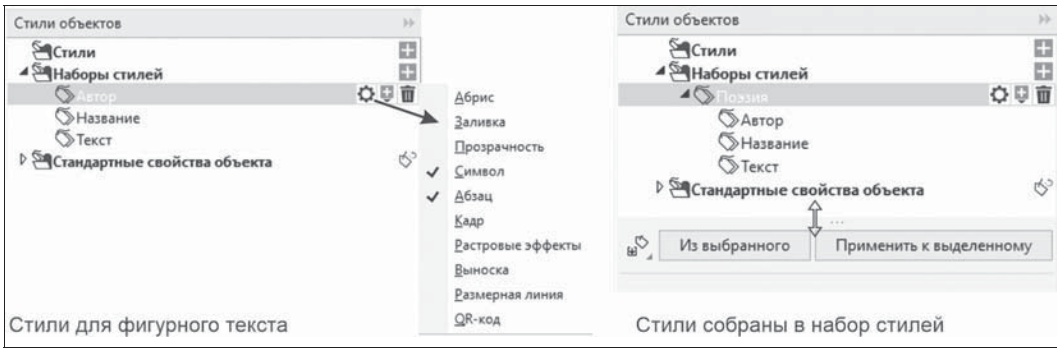 Стили объектов
Стили
Наборы стилей
Автор
Название
Текст
Стандартные свойства объекта
Абрис
Заливка
Прозрачность
Символ
Абзац
Кадр
Растровые эффекты
Выноска
Размерная линия
QR-код
Стили для фигурного текста
Стили объектов
Стили
Наборы стилей
Поэзия
Автор
Название
Текст
Стандартные свойства объекта
Из выбранного
Применить к выделенному
Стили собраны в набор стилей